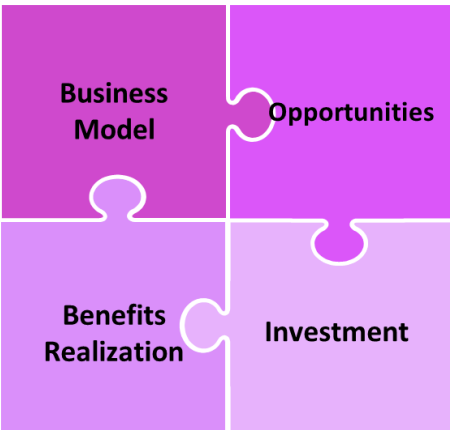 Business
Model
Opportunities
Benefits
Realization
Investment